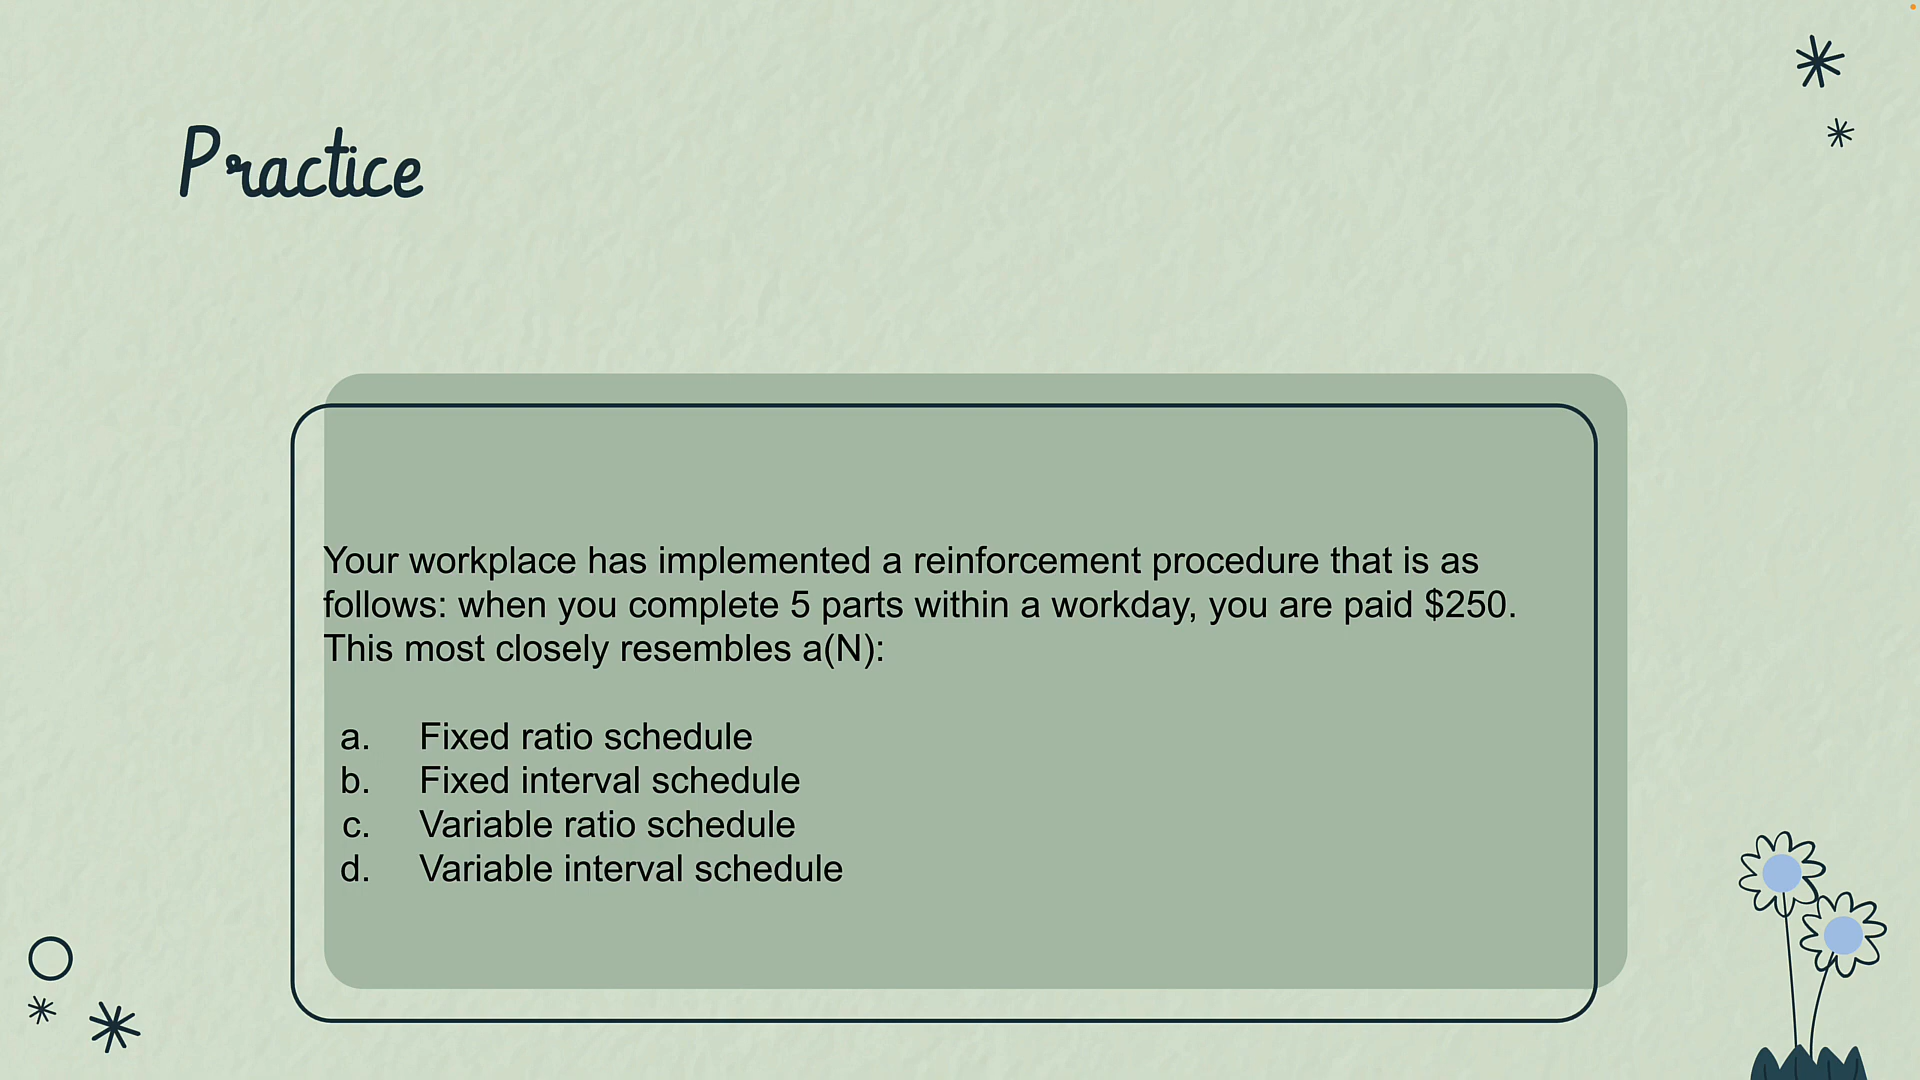 Practice
Your workplace has implemented a reinforcement procedure that is as
follows: when you complete 5 parts within a workday, you are paid $250.
This most closely resembles a(N):
a. Fixed ratio schedule
b. Fixed interval schedule
c. Variable ratio schedule
d. Variable interval schedule